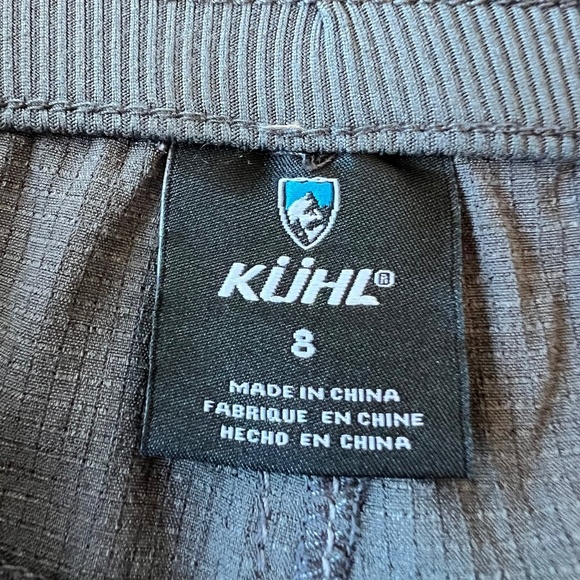 KÜHL®
8
MADE IN CHINA
FABRIQUE EN CHINE
HECHO EN CHINA